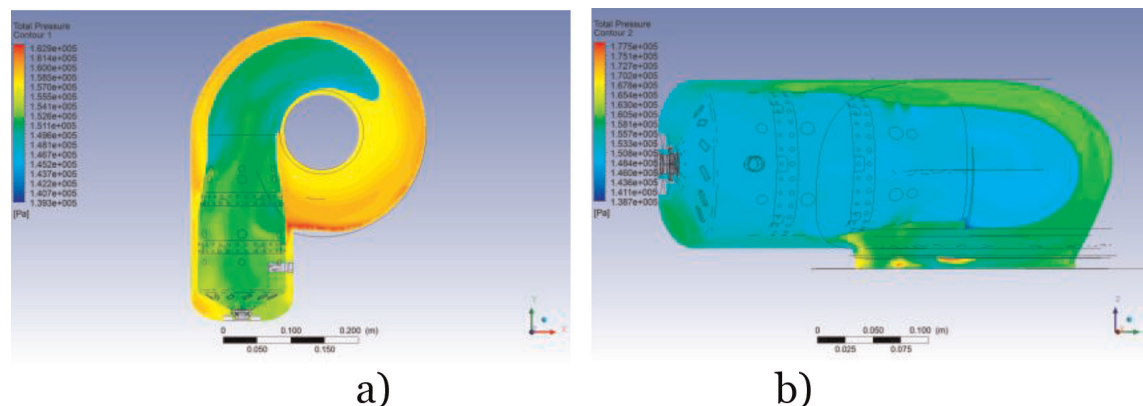 Total Pressure
Contour 1
1.629e+005
1.614e+005
1.600e+005
1.585e+005
1.570e+005
1.555e+005
1.541e+005
1.526e+005
1.511e+005
1.496e+005
1.481e+005
1.467e+005
1.452e+005
1.437e+005
1.422e+005
1.407e+005
1.393e+005
[Pa]
0 0.100 0.200 (m)
0.050 0.150
Y
X
a)
Total Pressure
Contour 2
1.775e+005
1.751e+005
1.727e+005
1.702e+005
1.678e+005
1.654e+005
1.630e+005
1.605e+005
1.581e+005
1.557e+005
1.533e+005
1.508e+005
1.484e+005
1.460e+005
1.436e+005
1.411e+005
1.387e+005
[Pa]
0 0.050 0.100 (m)
0.025 0.075
Z
X
b)